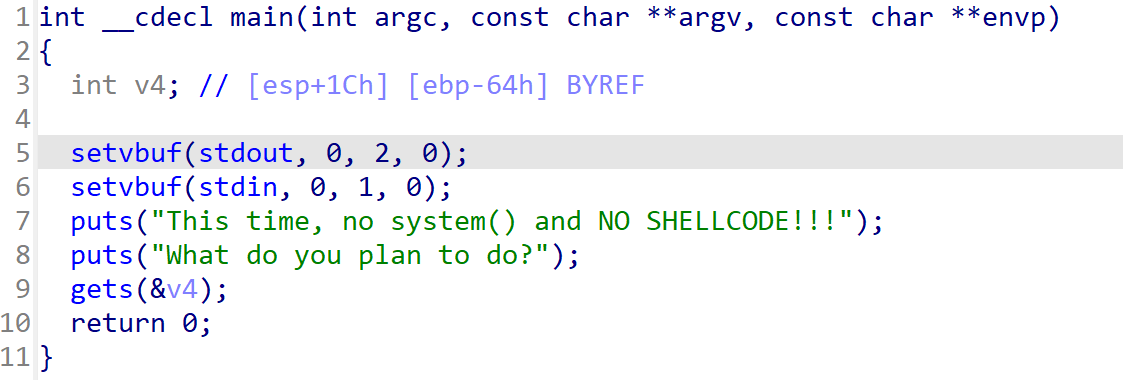 1 int __cdecl main(int argc, const char **argv, const char **envp)
2 {
3   int v4; // [esp+1Ch] [ebp-64h] BYREF
4
5   setvbuf(stdout, 0, 2, 0);
6   setvbuf(stdin, 0, 1, 0);
7   puts("This time, no system() and NO SHELLCODE!!!");
8   puts("What do you plan to do?");
9   gets(&v4);
10   return 0;
11 }